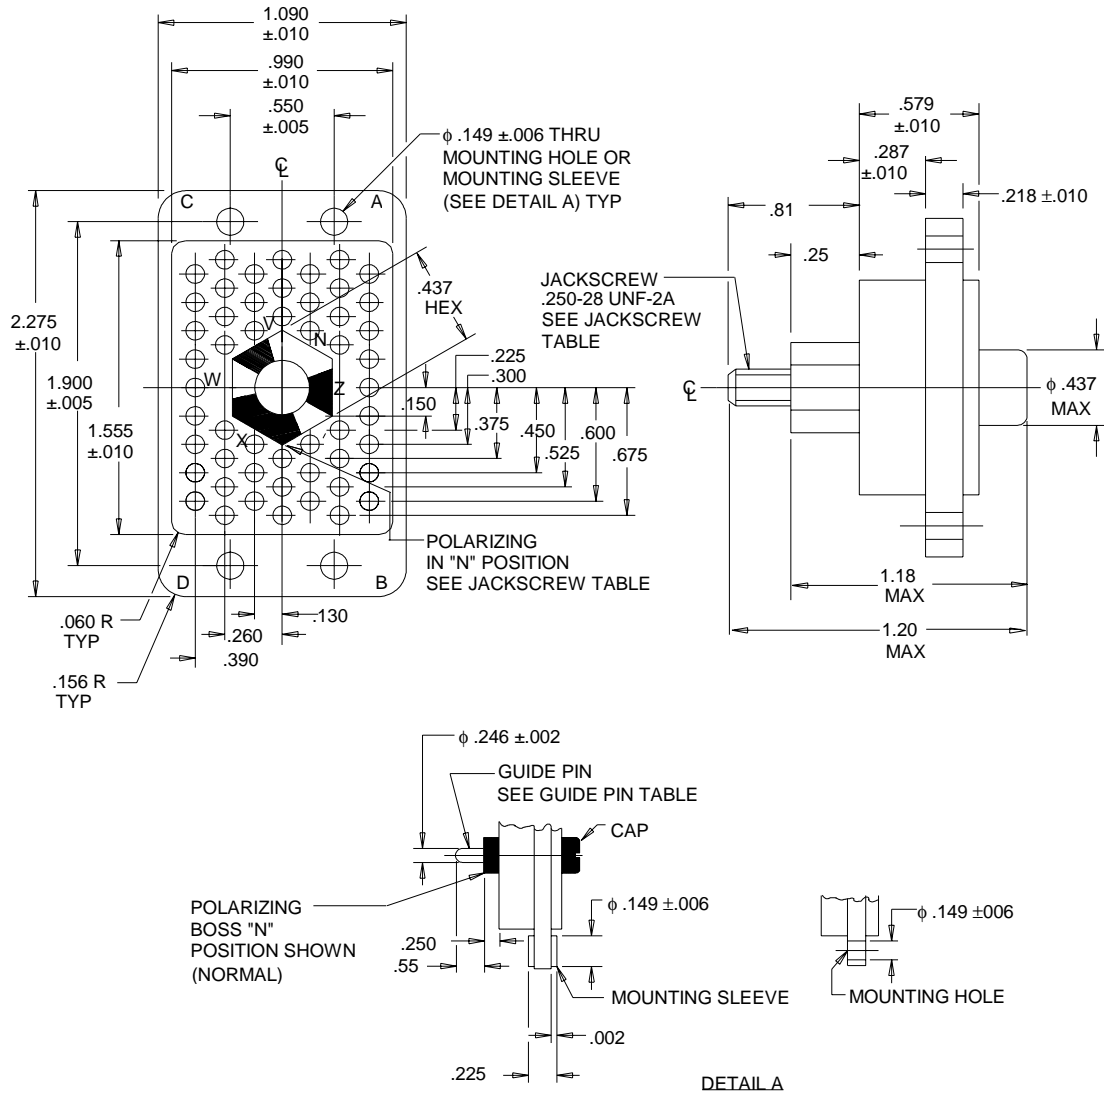 1.090
±.010
.990
±.010
.550
±.005
℄
ϕ .149 ±.006 THRU
MOUNTING HOLE OR
MOUNTING SLEEVE
(SEE DETAIL A) TYP
C
A
.437
HEX
2.275
±.010
1.900
±.005
1.555
±.010
V
N
W
Z
X
.225
.300
.150
.375
.450
.525
.600
.675
D
B
POLARIZING
IN "N" POSITION
SEE JACKSCREW TABLE
.060 R
TYP
.130
.260
.390
.156 R
TYP
.579
±.010
.287
±.010
.218 ±.010
.81
.25
JACKSCREW
.250-28 UNF-2A
SEE JACKSCREW
TABLE
℄
ϕ .437
MAX
1.18
MAX
1.20
MAX
ϕ .246 ±.002
GUIDE PIN
SEE GUIDE PIN TABLE
CAP
POLARIZING
BOSS "N"
POSITION SHOWN
(NORMAL)
.250
.55
ϕ .149 ±.006
MOUNTING SLEEVE
.002
.225
ϕ .149 ±006
MOUNTING HOLE
DETAIL A